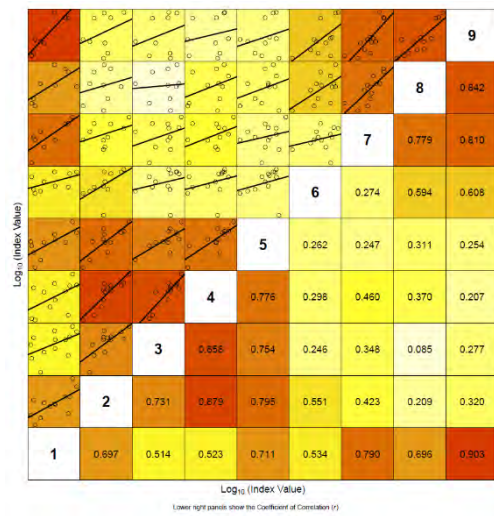 9
8 0.642
7 0.779 0.810
6 0.274 0.594 0.608
5 0.262 0.247 0.311 0.254
4 0.776 0.298 0.460 0.370 0.207
3 0.858 0.754 0.246 0.348 0.085 0.277
2 0.731 0.879 0.795 0.551 0.423 0.209 0.320
1 0.697 0.514 0.523 0.711 0.534 0.790 0.696 0.903
Log10 (Index Value)
Log10 (Index Value)
Lower right panels show the Coefficient of Correlation (r)